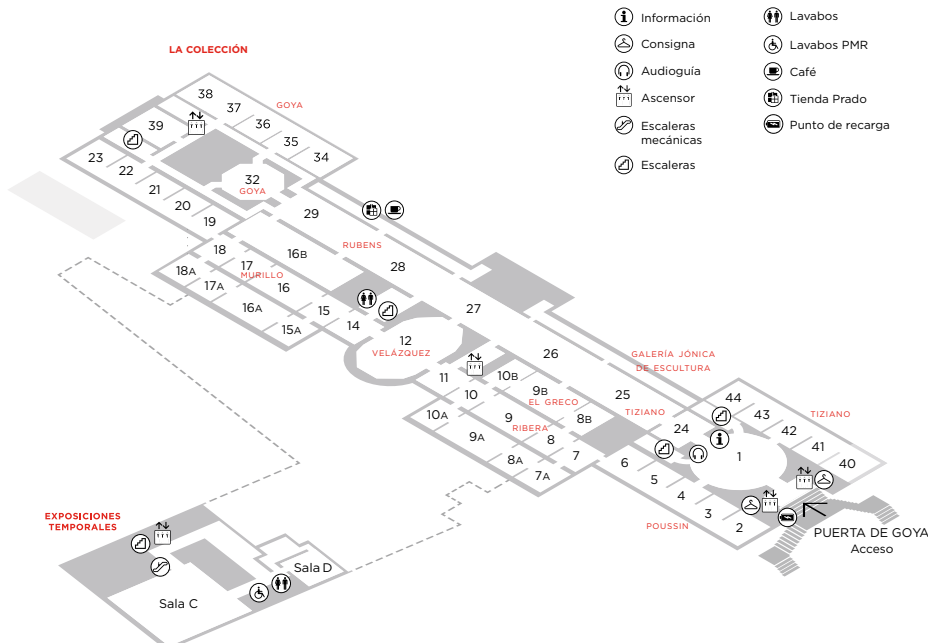 Información
Lavabos
LA COLECCIÓN
Consigna
Lavabos PMR
Audioguía
Café
Ascensor
Tienda Prado
Escaleras
mecánicas
Punto de recarga
Escaleras
38
37
GOYA
36
39
35
34
23
22
32
GOYA
21
20
29
19
RUBENS
18
16B
28
17
MURILLO
18A
17A
16
16A
15
27
15A
14
12
VELÁZQUEZ
26
GALERÍA JÓNICA
DE ESCULTURA
11
10B
10
9B
25
44
EL GRECO
10A
9
8B
TIZIANO
43
TIZIANO
RIBERA
24
42
9A
8
1
41
8A
7
6
40
7A
5
4
3
2
POUSSIN
PUERTA DE GOYA
Acceso
EXPOSICIONES
TEMPORALES
Sala D
Sala C